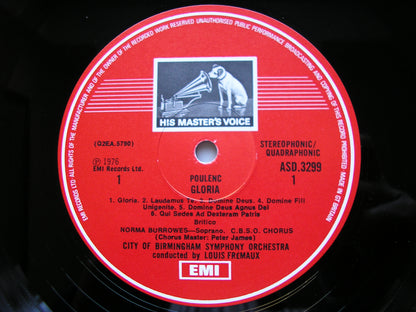 ALL RIGHTS OF THE MANUFACTURER AND OF THE OWNER OF THE RECORDED WORK RESERVED UNAUTHORISED PUBLIC PERFORMANCE BROADCASTING AND COPYING OF THIS RECORD PROHIBITED MADE IN GT BRITAIN
HIS MASTER'S VOICE
(Q2EA.5790)
STEREOPHONIC/
QUADRAPHONIC
℗ 1976
EMI Records Ltd.
ASD.3299
1
1
POULENC
GLORIA
1. Gloria. 2. Laudamus Te. 3. Domine Deus. 4. Domine Fili
Unigenite. 5. Domine Deus Agnus Dei
6. Qui Sedes Ad Dexteram Patris
Britico
NORMA BURROWES—Soprano. C.B.S.O. CHORUS
(Chorus Master: Peter James)
CITY OF BIRMINGHAM SYMPHONY ORCHESTRA
conducted by LOUIS FREMAUX
EMI
EMI RECORDS LTD